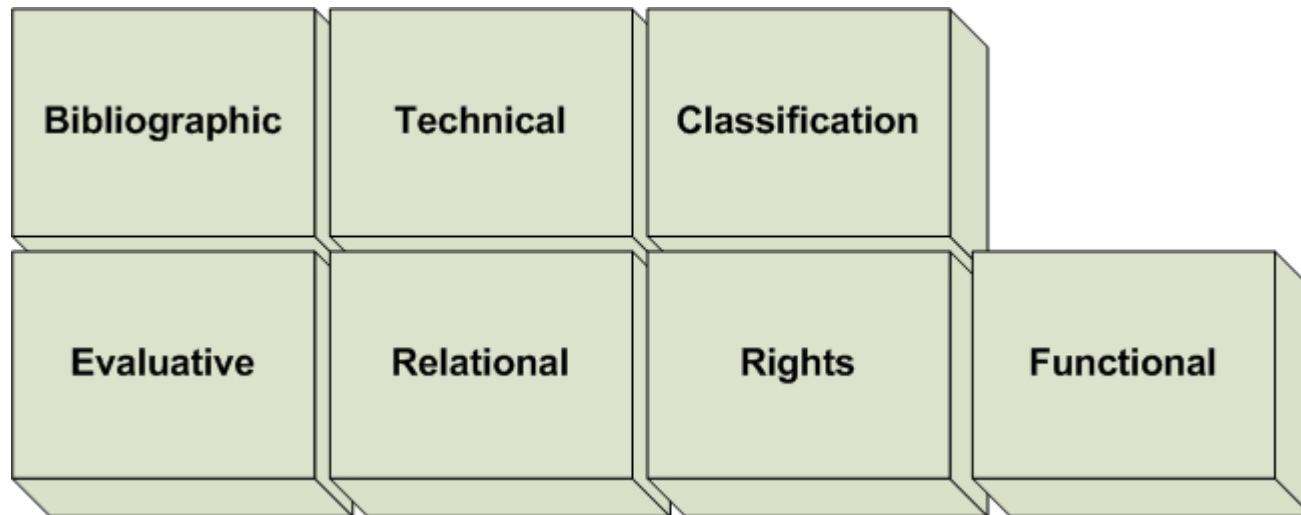 Bibliographic
Technical
Classification
Evaluative
Relational
Rights
Functional